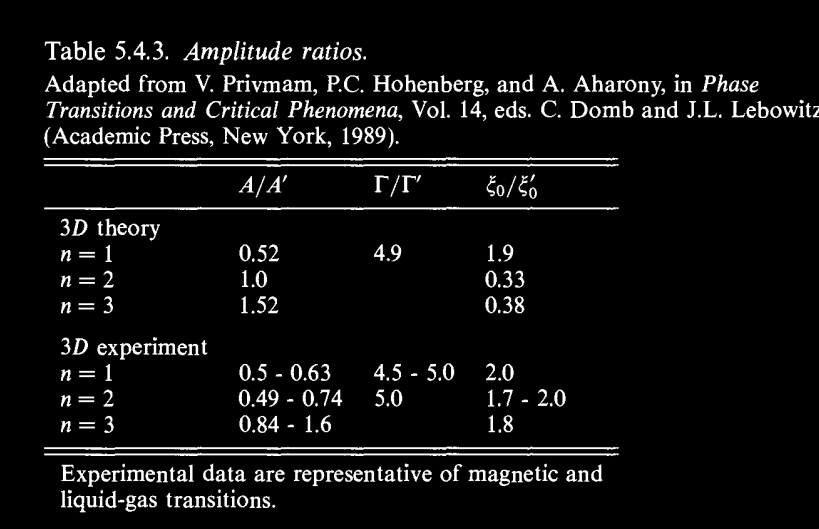 Table 5.4.3. Amplitude ratios.
Adapted from V. Privmam, P.C. Hohenberg, and A. Aharony, in Phase
Transitions and Critical Phenomena, Vol. 14, eds. C. Domb and J.L. Lebowitz
(Academic Press, New York, 1989).
A/A′ Γ/Γ′ ξ₀/ξ₀′
3D theory
n = 1 0.52 4.9 1.9
n = 2 1.0 0.33
n = 3 1.52 0.38
3D experiment
n = 1 0.5 - 0.63 4.5 - 5.0 2.0
n = 2 0.49 - 0.74 5.0 1.7 - 2.0
n = 3 0.84 - 1.6 1.8
Experimental data are representative of magnetic and
liquid-gas transitions.